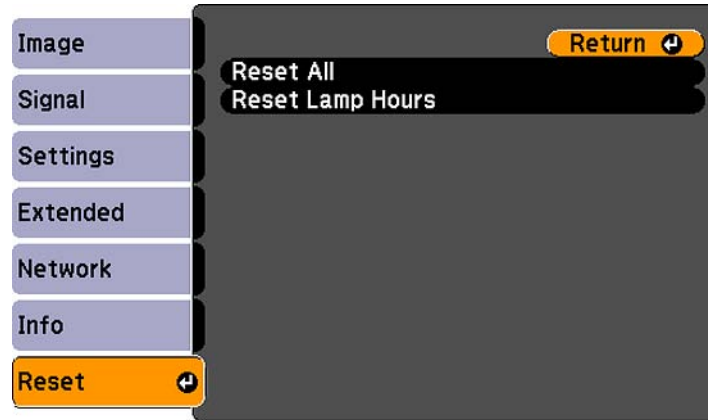 Image
Signal
Settings
Extended
Network
Info
Reset
Return
Reset All
Reset Lamp Hours